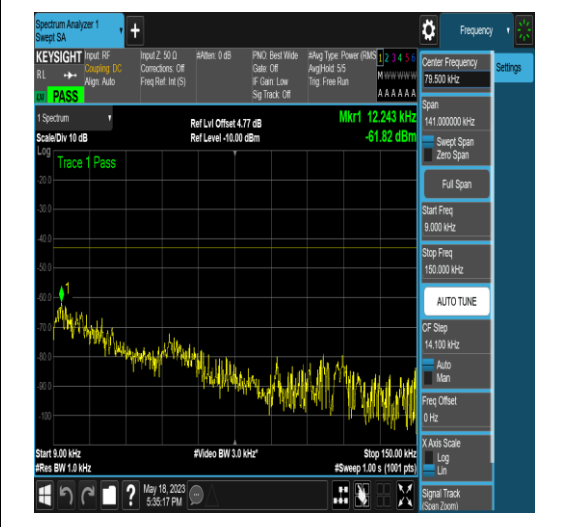 Spectrum Analyzer 1
Swept SA
+
Frequency
KEYSIGHT
RL
PASS
Input: RF
Coupling: DC
Align: Auto
Input Z: 50 Ω
Corrections: Off
Freq Ref: Int (S)
#Atten: 0 dB
PNO: Best Wide
Gate: Off
IF Gain: Low
Sig Track: Off
#Avg Type: Power (RMS
Avg|Hold: 5/5
Trig: Free Run
1 2 3 4 5 6
M W W W W W
A A A A A A
1 Spectrum
Scale/Div 10 dB
Log
Ref Lvl Offset 4.77 dB
Ref Level -10.00 dBm
Mkr1 12.243 kHz
-61.82 dBm
Trace 1 Pass
-20.0
-30.0
-40.0
-50.0
-60.0
-70.0
-80.0
-90.0
-100
1
Start 9.00 kHz
#Res BW 1.0 kHz
#Video BW 3.0 kHz*
Stop 150.00 kHz
#Sweep 1.00 s (1001 pts)
May 18, 2023
5:35:17 PM
?
Center Frequency
79.500 kHz
Settings
Span
141.000000 kHz
Swept Span
Zero Span
Full Span
Start Freq
9.000 kHz
Stop Freq
150.000 kHz
AUTO TUNE
CF Step
14.100 kHz
Auto
Man
Freq Offset
0 Hz
X Axis Scale
Log
Lin
Signal Track
(Span Zoom)